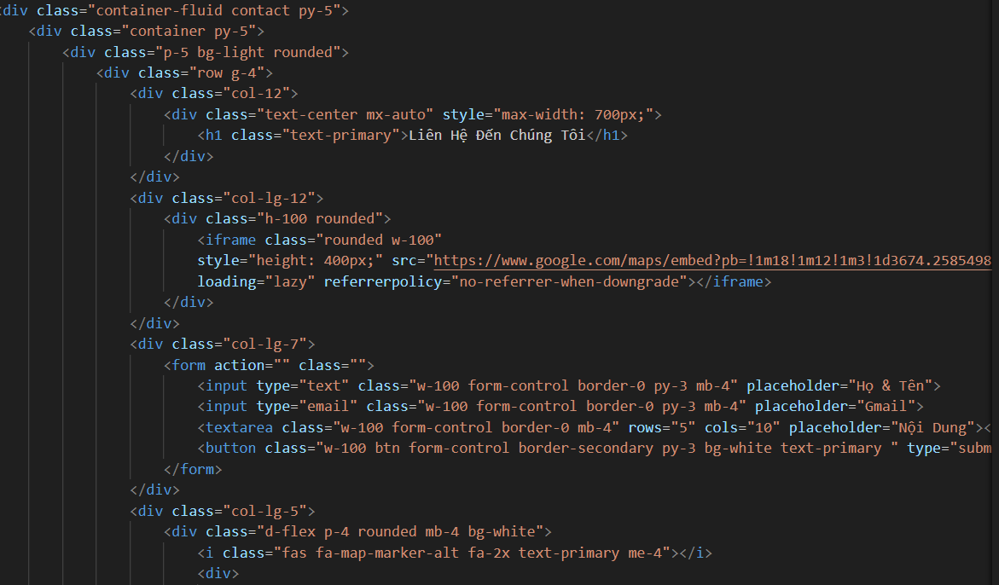 <div class="container-fluid contact py-5">
<div class="container py-5">
<div class="p-5 bg-light rounded">
<div class="row g-4">
<div class="col-12">
<div class="text-center mx-auto" style="max-width: 700px;">
<h1 class="text-primary">Liên Hệ Đến Chúng Tôi</h1>
</div>
</div>
<div class="col-lg-12">
<div class="h-100 rounded">
<iframe class="rounded w-100"
style="height: 400px;" src="https://www.google.com/maps/embed?pb=!1m18!1m12!1m3!1d3674.2585498
loading="lazy" referrerpolicy="no-referrer-when-downgrade"></iframe>
</div>
</div>
<div class="col-lg-7">
<form action="" class="">
<input type="text" class="w-100 form-control border-0 py-3 mb-4" placeholder="Họ & Tên">
<input type="email" class="w-100 form-control border-0 py-3 mb-4" placeholder="Gmail">
<textarea class="w-100 form-control border-0 mb-4" rows="5" cols="10" placeholder="Nội Dung"><
<button class="w-100 btn form-control border-secondary py-3 bg-white text-primary " type="subm
</form>
</div>
<div class="col-lg-5">
<div class="d-flex p-4 rounded mb-4 bg-white">
<i class="fas fa-map-marker-alt fa-2x text-primary me-4"></i>
<div>